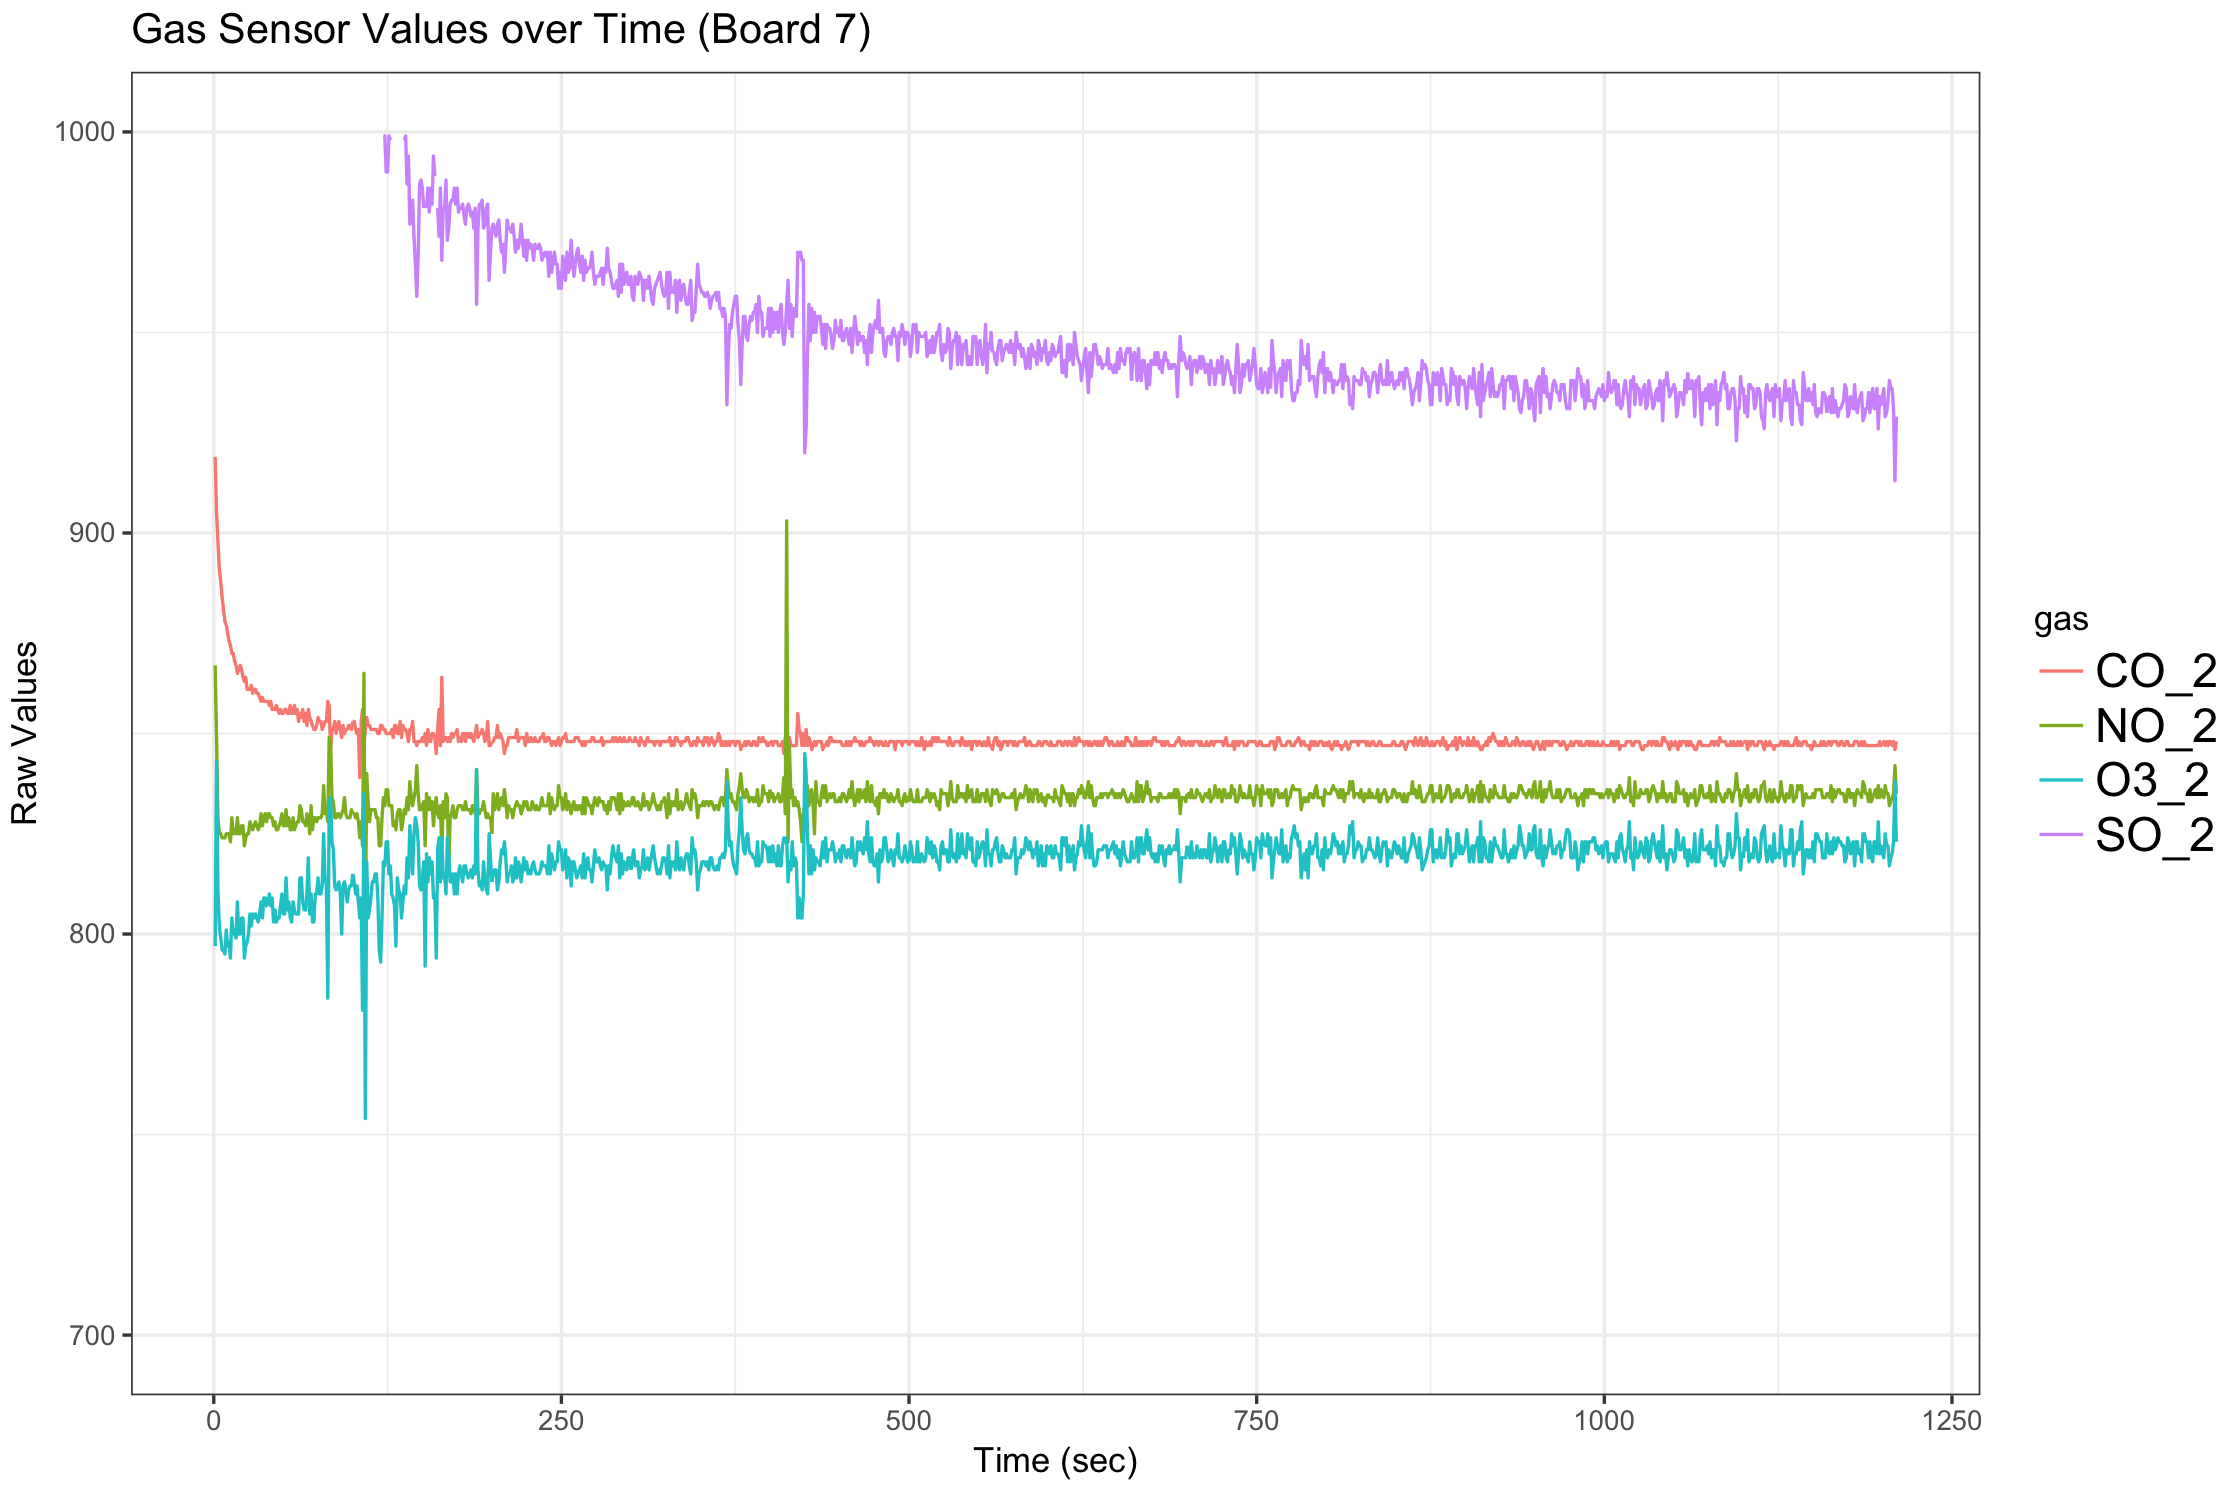 Gas Sensor Values over Time (Board 7)
1000
900
800
700
Raw Values
0 250 500 750 1000 1250
Time (sec)
gas
CO_2
NO_2
O3_2
SO_2